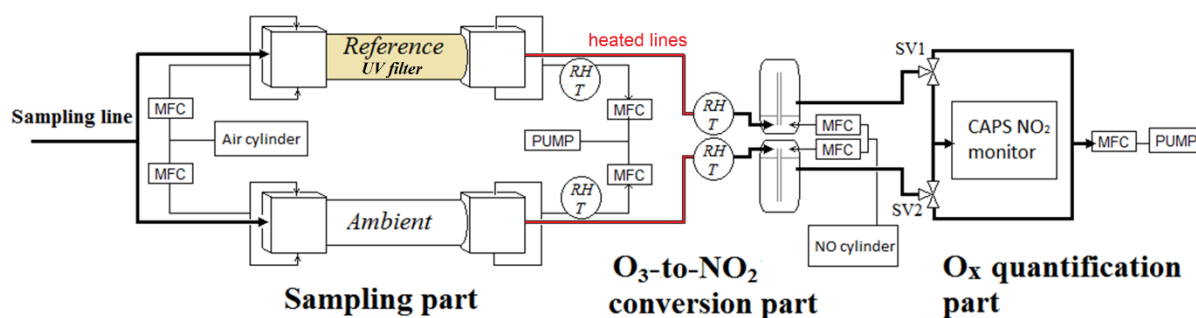 Reference
UV filter
heated lines
SV1
RH
T
MFC
MFC
RH
T
MFC
CAPS NO₂
monitor
Sampling line
Air cylinder
PUMP
MFC
PUMP
MFC
RH
T
MFC
MFC
RH
T
MFC
Ambient
SV2
NO cylinder
Sampling part
O₃-to-NO₂
conversion part
Oₓ quantification
part